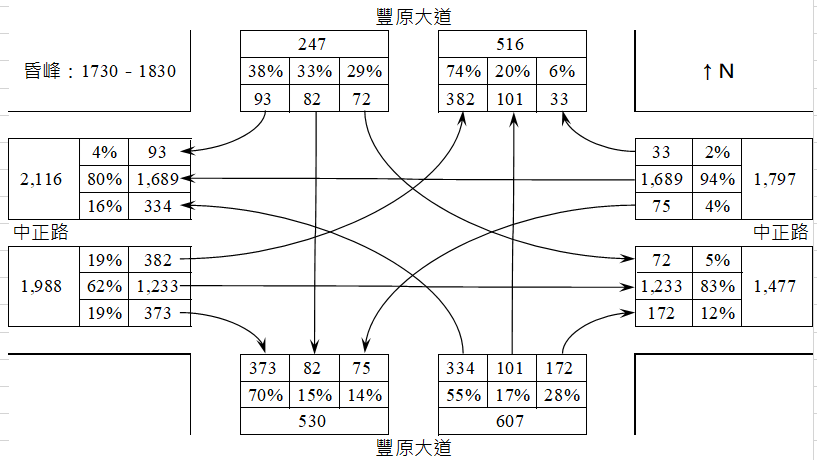 豐原大道
昏峰：1730 - 1830
247
516
↑N
38% 33% 29%
74% 20% 6%
93 82 72
382 101 33
4% 93
33 2%
2,116 80% 1,689
1,689 94% 1,797
16% 334
75 4%
中正路
中正路
19% 382
72 5%
1,988 62% 1,233
1,233 83% 1,477
19% 373
172 12%
373 82 75
334 101 172
70% 15% 14%
55% 17% 28%
530
607
豐原大道